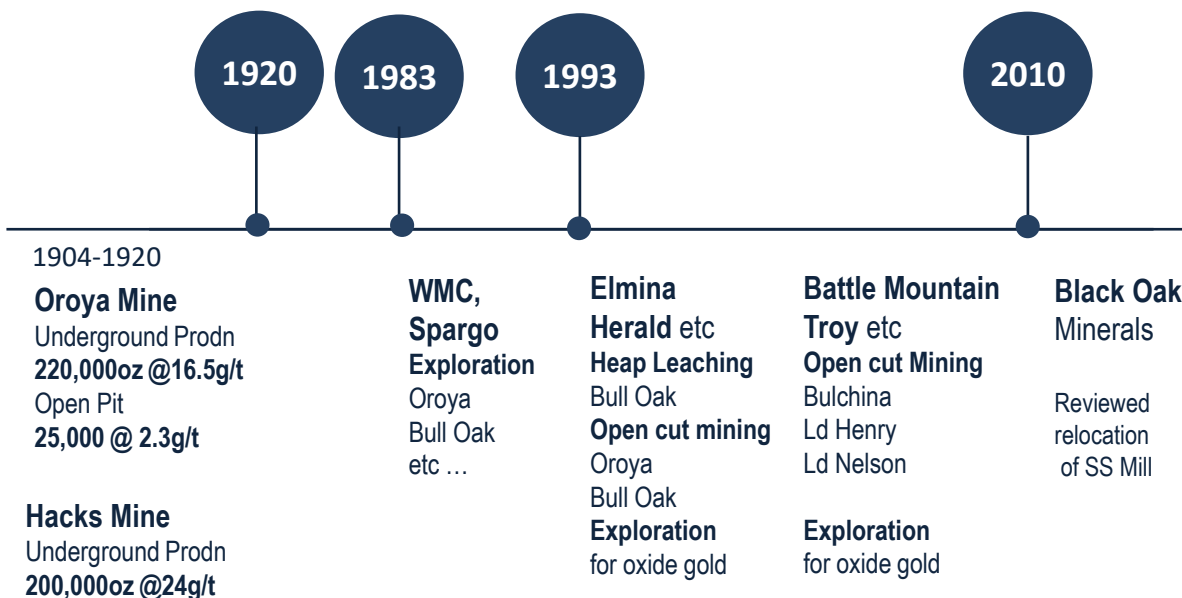 1920
1983
1993
2010
1904-1920
Oroya Mine
Underground Prodn
220,000oz @16.5g/t
Open Pit
25,000 @ 2.3g/t
Hacks Mine
Underground Prodn
200,000oz @24g/t
WMC,
Spargo
Exploration
Oroya
Bull Oak
etc ...
Elmina
Herald etc
Heap Leaching
Bull Oak
Open cut mining
Oroya
Bull Oak
Exploration
for oxide gold
Battle Mountain
Troy etc
Open cut Mining
Bulchina
Ld Henry
Ld Nelson
Exploration
for oxide gold
Black Oak
Minerals
Reviewed
relocation
of SS Mill